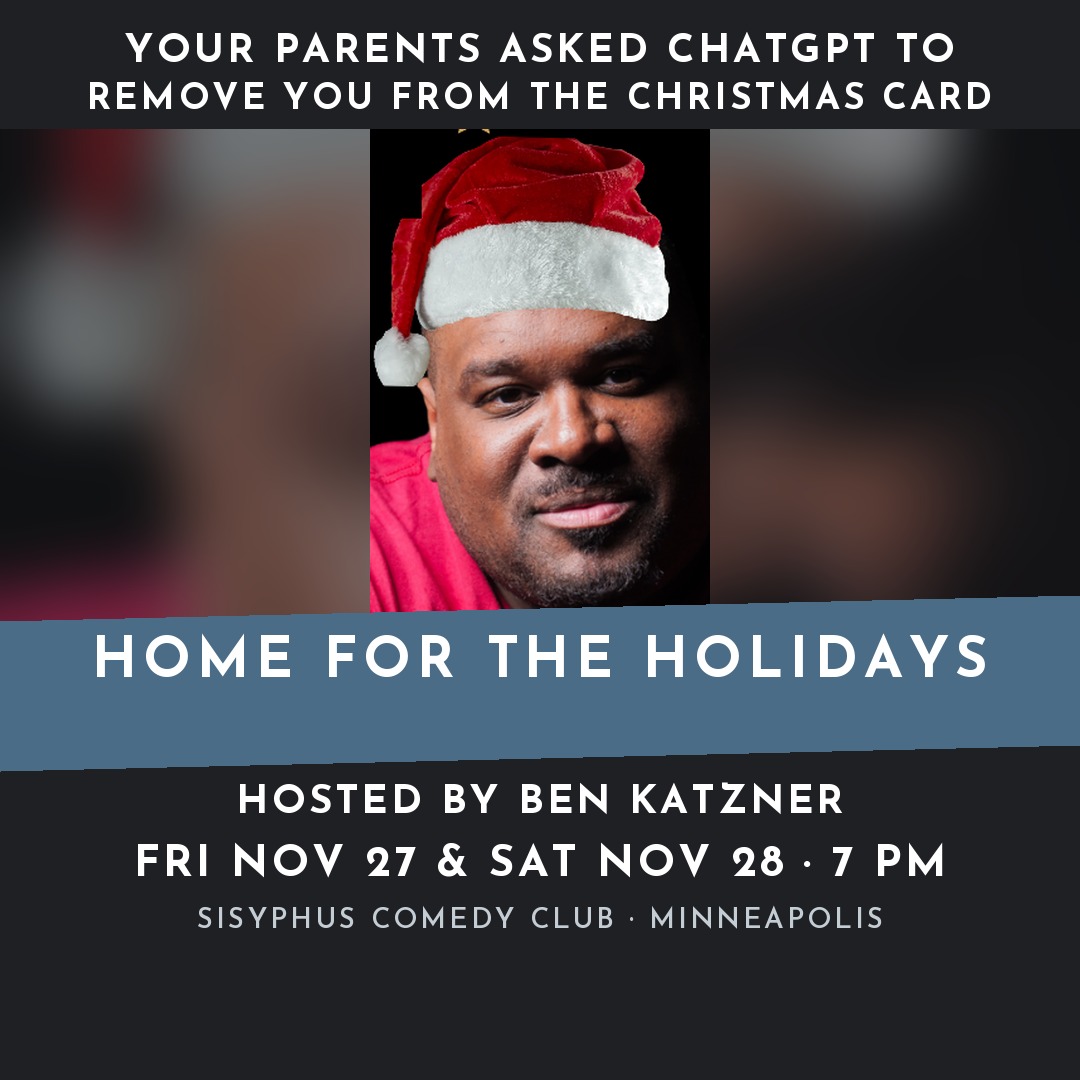 YOUR PARENTS ASKED CHATGPT TO
REMOVE YOU FROM THE CHRISTMAS CARD
HOME FOR THE HOLIDAYS
HOSTED BY BEN KATZNER
FRI NOV 27 & SAT NOV 28 · 7 PM
SISYPHUS COMEDY CLUB · MINNEAPOLIS